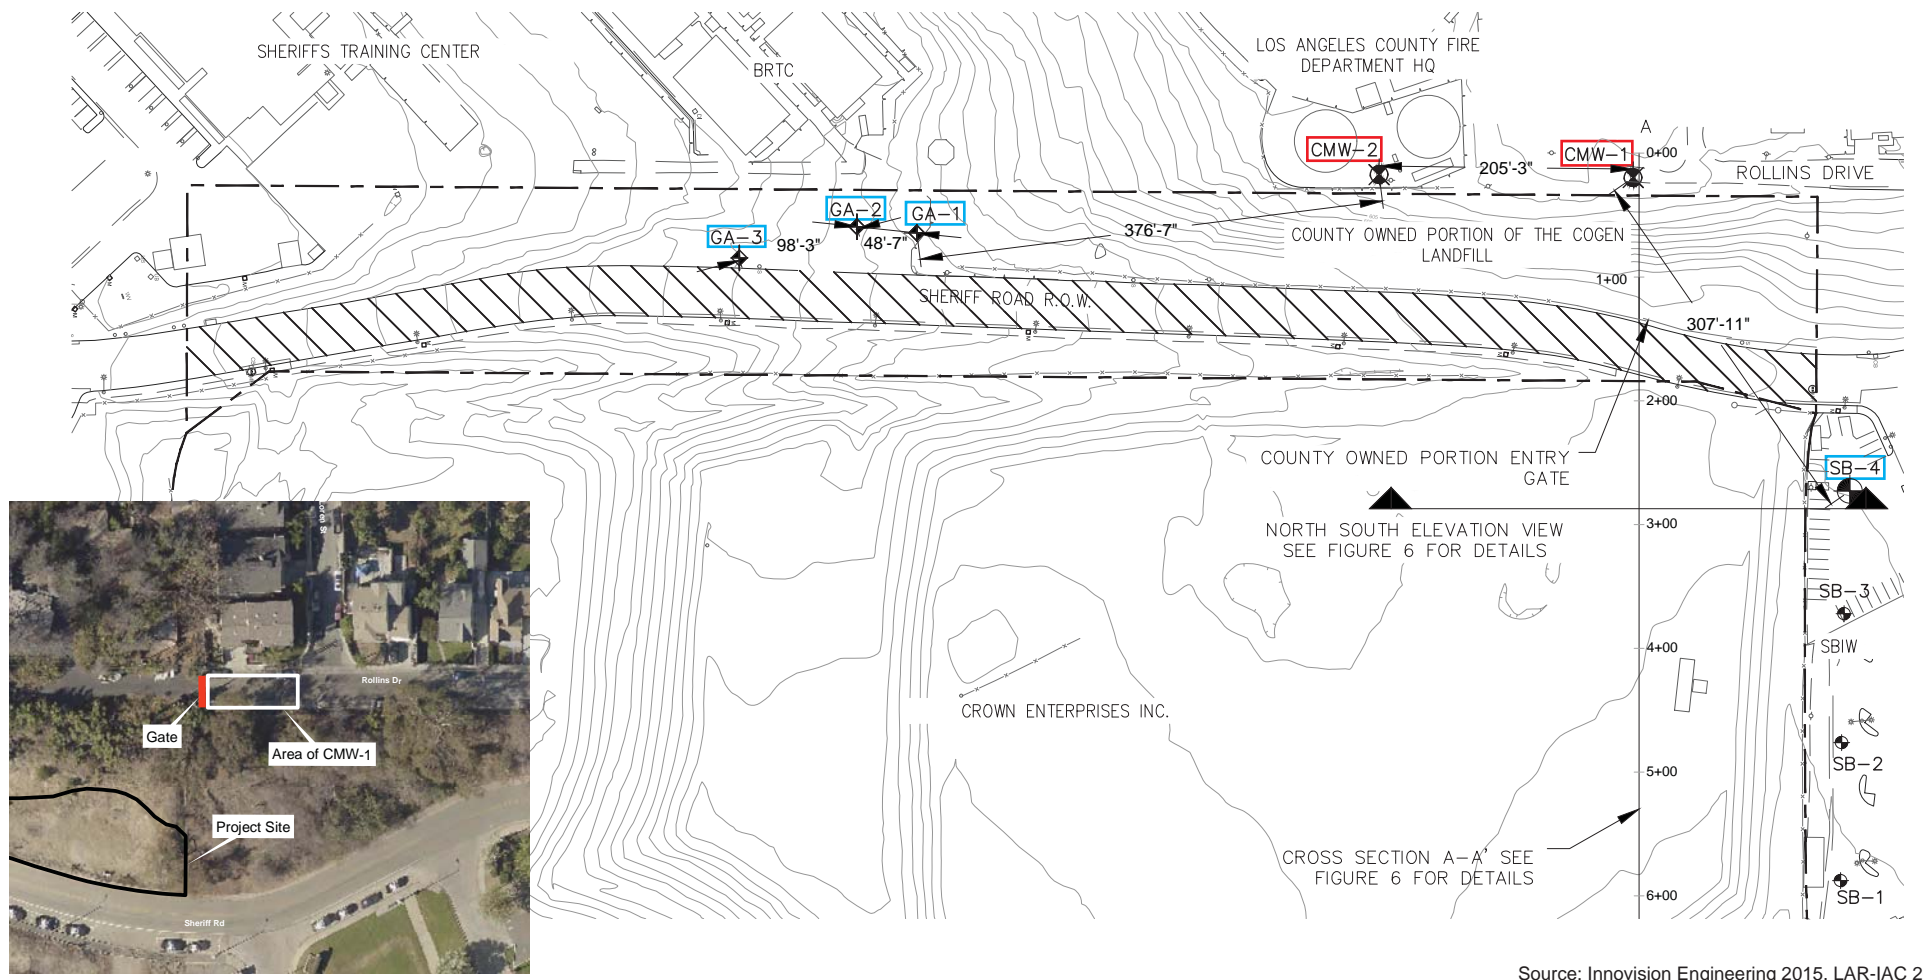 SHERIFFS TRAINING CENTER
BRTC
LOS ANGELES COUNTY FIRE
DEPARTMENT HQ
CMW-2
205'-3"
CMW-1
A
0+00
ROLLINS DRIVE
GA-3
98'-3"
GA-2
48'-7"
GA-1
376'-7"
COUNTY OWNED PORTION OF THE COGEN
LANDFILL
1+00
SHERIFF ROAD R.O.W.
307'-11"
2+00
COUNTY OWNED PORTION ENTRY
GATE
SB-4
NORTH SOUTH ELEVATION VIEW
SEE FIGURE 6 FOR DETAILS
3+00
SB-3
SBIW
4+00
CROWN ENTERPRISES INC.
SB-2
5+00
CROSS SECTION A-A' SEE
FIGURE 6 FOR DETAILS
6+00
SB-1
Rollins Dr
Gate
Area of CMW-1
Project Site
Sheriff Rd
Source: Innovision Engineering 2015, LAR-IAC 2